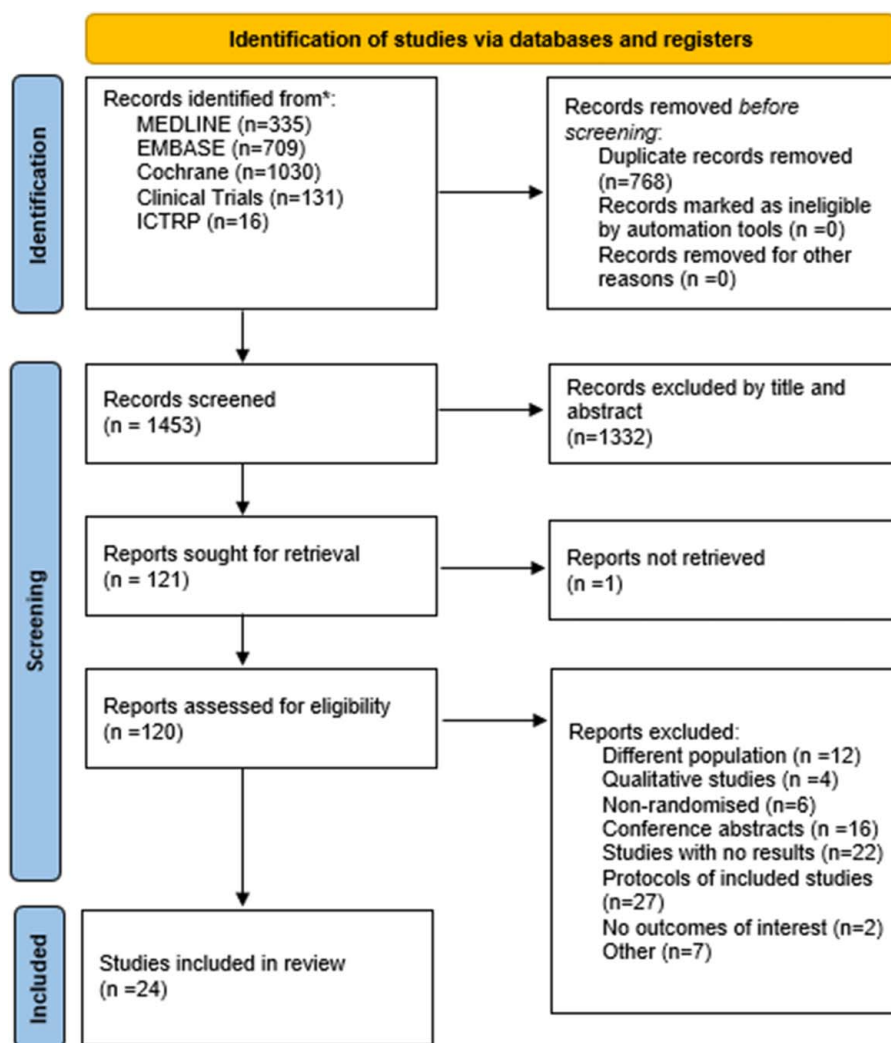 Identification of studies via databases and registers
Identification
Records identified from*:
MEDLINE (n=335)
EMBASE (n=709)
Cochrane (n=1030)
Clinical Trials (n=131)
ICTRP (n=16)
Records removed before
screening:
Duplicate records removed
(n=768)
Records marked as ineligible
by automation tools (n =0)
Records removed for other
reasons (n =0)
Screening
Records screened
(n = 1453)
Records excluded by title and
abstract
(n=1332)
Reports sought for retrieval
(n = 121)
Reports not retrieved
(n =1)
Reports assessed for eligibility
(n =120)
Reports excluded:
Different population (n =12)
Qualitative studies (n =4)
Non-randomised (n=6)
Conference abstracts (n =16)
Studies with no results (n=22)
Protocols of included studies
(n=27)
No outcomes of interest (n=2)
Other (n=7)
Included
Studies included in review
(n =24)